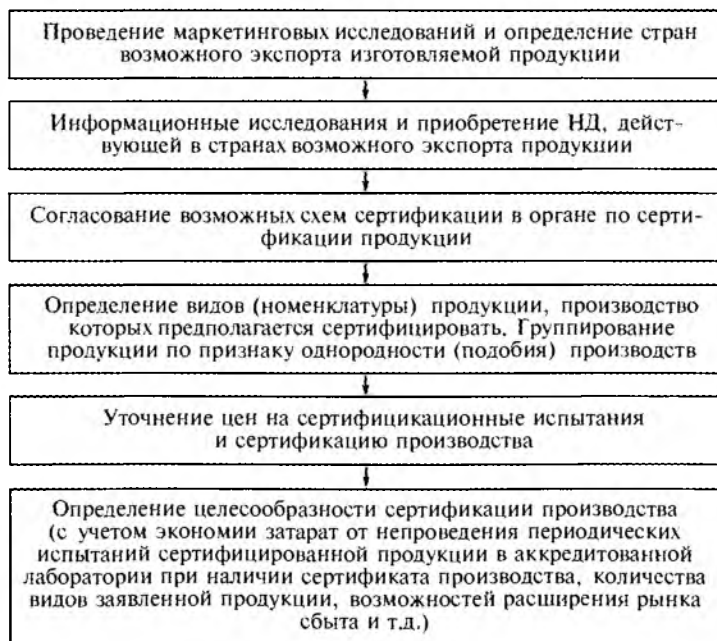 Проведение маркетинговых исследований и определение стран
возможного экспорта изготовляемой продукции
Информационные исследования и приобретение НД, дейст-
вующей в странах возможного экспорта продукции
Согласование возможных схем сертификации в органе по серти-
фикации продукции
Определение видов (номенклатуры) продукции, производство
которых предполагается сертифицировать. Группирование
продукции по признаку однородности (подобия) производств
Уточнение цен на сертифицикационные испытания
и сертификацию производства
Определение целесообразности сертификации производства
(с учетом экономии затарат от непроведения периодических
испытаний сертифицированной продукции в аккредитованной
лаборатории при наличии сертификата производства, количества
видов заявленной продукции, возможностей расширения рынка
сбыта и т.д.)